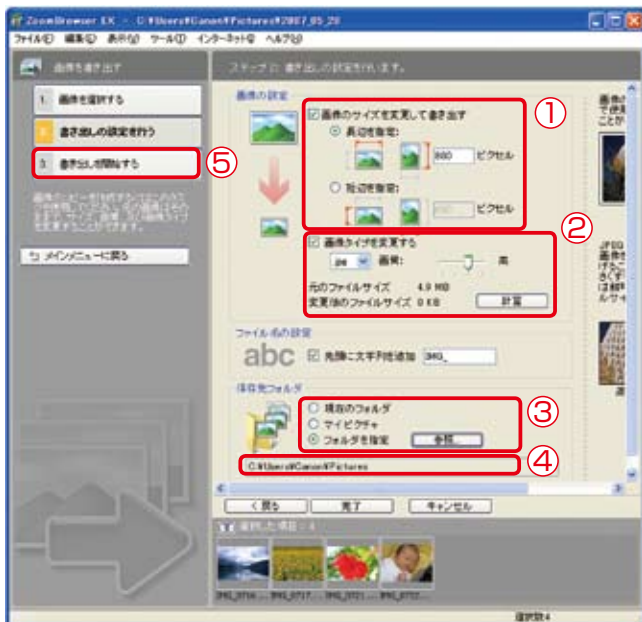 ZoomBrowser EX - C:¥Users¥Canon¥Pictures¥2007_05_28
ファイル(F) 編集(E) 表示(V) ツール(T) インターネット(I) ヘルプ(H)
画像を書き出す
ステップ2: 書き出しの設定を行います。
1. 画像を選択する
2. 書き出しの設定を行う
3. 書き出しを開始する
⑤
メインメニューに戻る
画像の設定
①
画像のサイズを変更して書き出す
長辺を指定:
ピクセル
短辺を指定:
ピクセル
②
画像タイプを変更する
jpg 画質: 高
元のファイルサイズ 4.9 MB
変更後のファイルサイズ 0 KB 計算
ファイル名の設定
abc 先頭に文字列を追加 IMG_
保存先フォルダ
③
現在のフォルダ
マイピクチャ
フォルダを指定 参照...
④
C:¥Users¥Canon¥Pictures
< 戻る 完了 キャンセル
選択した項目 : 4
選択数4